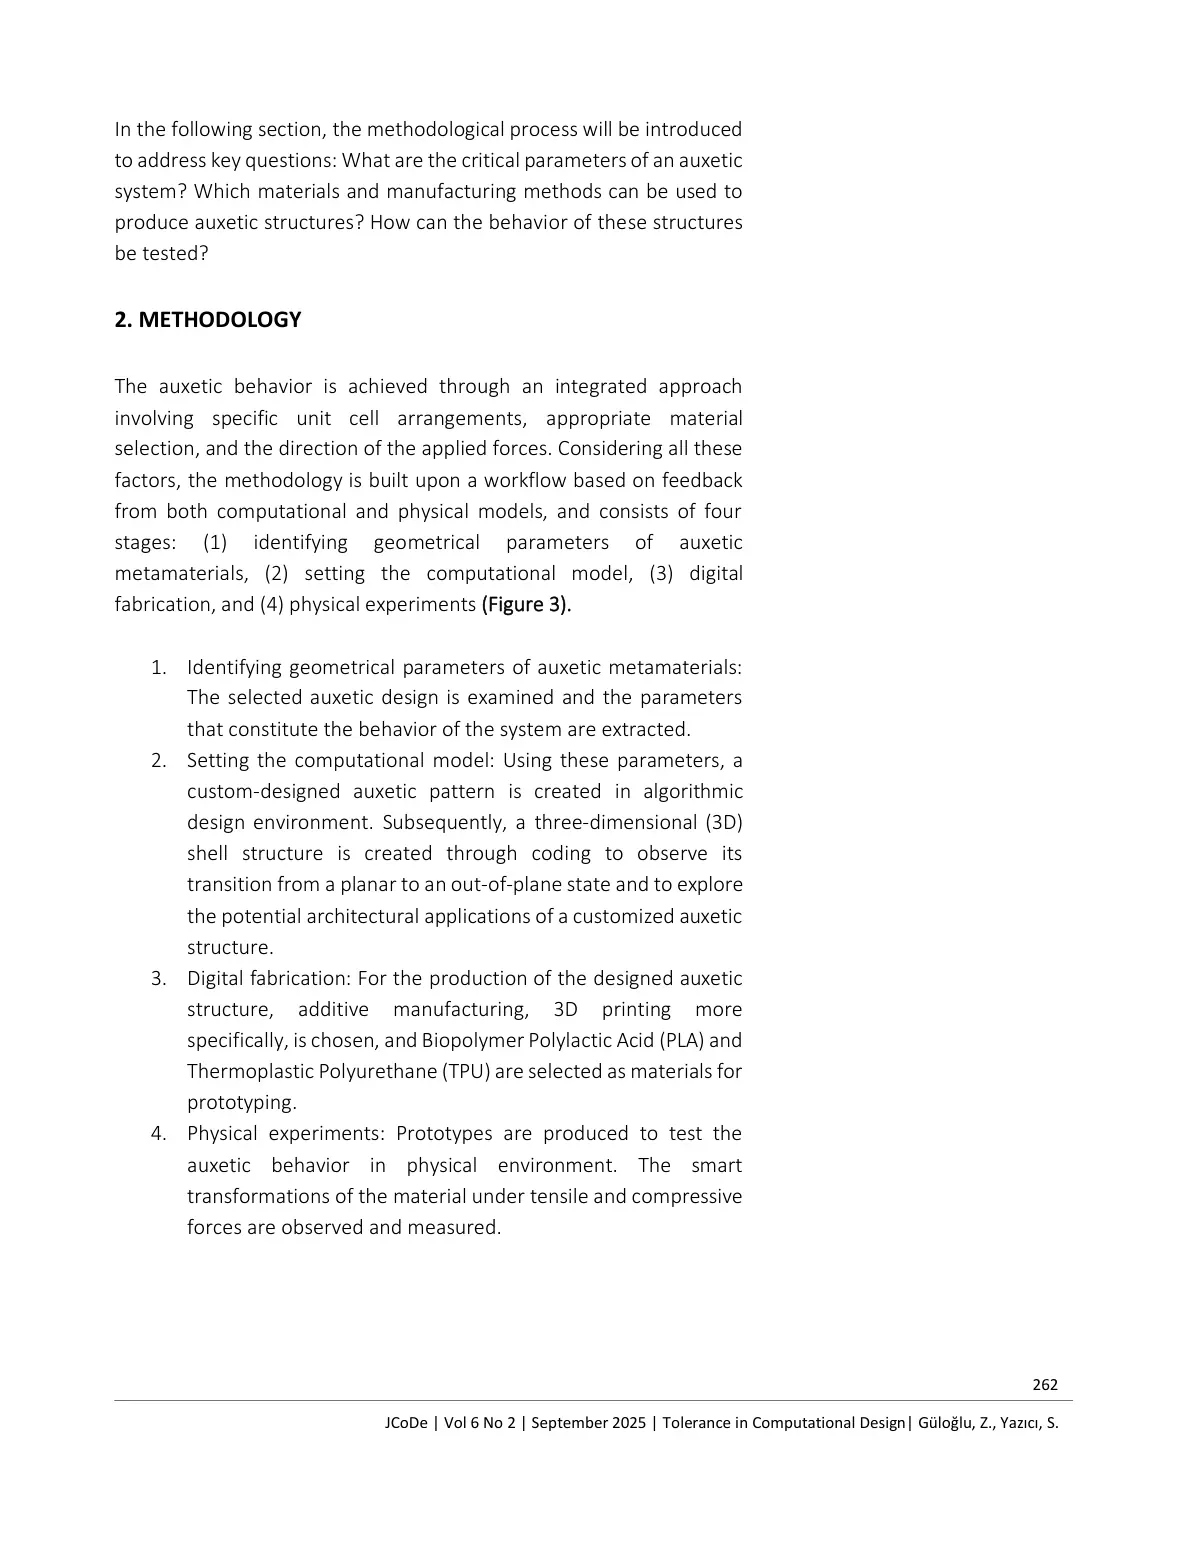 In the following section, the methodological process will be introduced
to address key questions: What are the critical parameters of an auxetic
system? Which materials and manufacturing methods can be used to
produce auxetic structures? How can the behavior of these structures
be tested?
2. METHODOLOGY
The auxetic behavior is achieved through an integrated approach
involving specific unit cell arrangements, appropriate material
selection, and the direction of the applied forces. Considering all these
factors, the methodology is built upon a workflow based on feedback
from both computational and physical models, and consists of four
stages: (1) identifying geometrical parameters of auxetic
metamaterials, (2) setting the computational model, (3) digital
fabrication, and (4) physical experiments (Figure 3).
1. Identifying geometrical parameters of auxetic metamaterials:
The selected auxetic design is examined and the parameters
that constitute the behavior of the system are extracted.
2. Setting the computational model: Using these parameters, a
custom-designed auxetic pattern is created in algorithmic
design environment. Subsequently, a three-dimensional (3D)
shell structure is created through coding to observe its
transition from a planar to an out-of-plane state and to explore
the potential architectural applications of a customized auxetic
structure.
3. Digital fabrication: For the production of the designed auxetic
structure, additive manufacturing, 3D printing more
specifically, is chosen, and Biopolymer Polylactic Acid (PLA) and
Thermoplastic Polyurethane (TPU) are selected as materials for
prototyping.
4. Physical experiments: Prototypes are produced to test the
auxetic behavior in physical environment. The smart
transformations of the material under tensile and compressive
forces are observed and measured.
262
JCoDe | Vol 6 No 2 | September 2025 | Tolerance in Computational Design| Güloğlu, Z., Yazıcı, S.